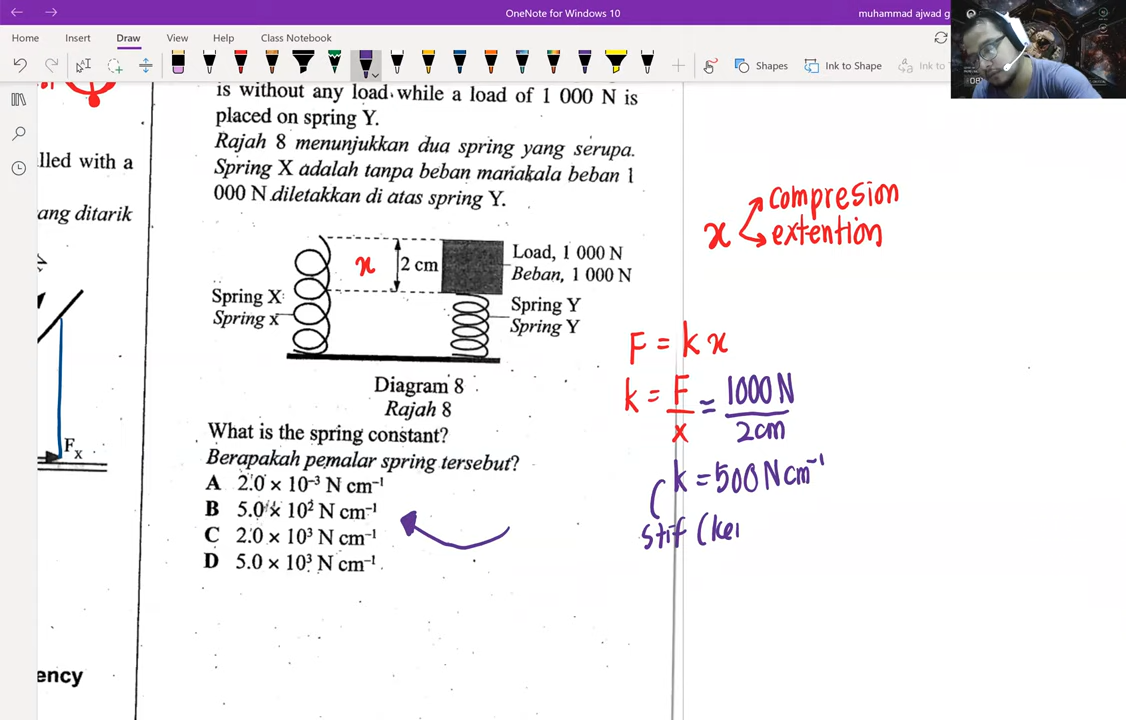 OneNote for Windows 10
muhammad ajwad g
Home Insert Draw View Help Class Notebook
Shapes Ink to Shape Ink to
lled with a
ang ditarik
Fx
ency
is without any load while a load of 1 000 N is
placed on spring Y.
Rajah 8 menunjukkan dua spring yang serupa.
Spring X adalah tanpa beban manakala beban 1
000 N diletakkan di atas spring Y.
x
2 cm
Load, 1 000 N
Beban, 1 000 N
Spring X
Spring x
Spring Y
Spring Y
Diagram 8
Rajah 8
What is the spring constant?
Berapakah pemalar spring tersebut?
A 2.0 × 10⁻³ N cm⁻¹
B 5.0 × 10² N cm⁻¹
C 2.0 × 10³ N cm⁻¹
D 5.0 × 10³ N cm⁻¹
x compresion
extention
F = kx
k = F/x = 1000 N/2cm
k = 500 N cm⁻¹
stif (ker